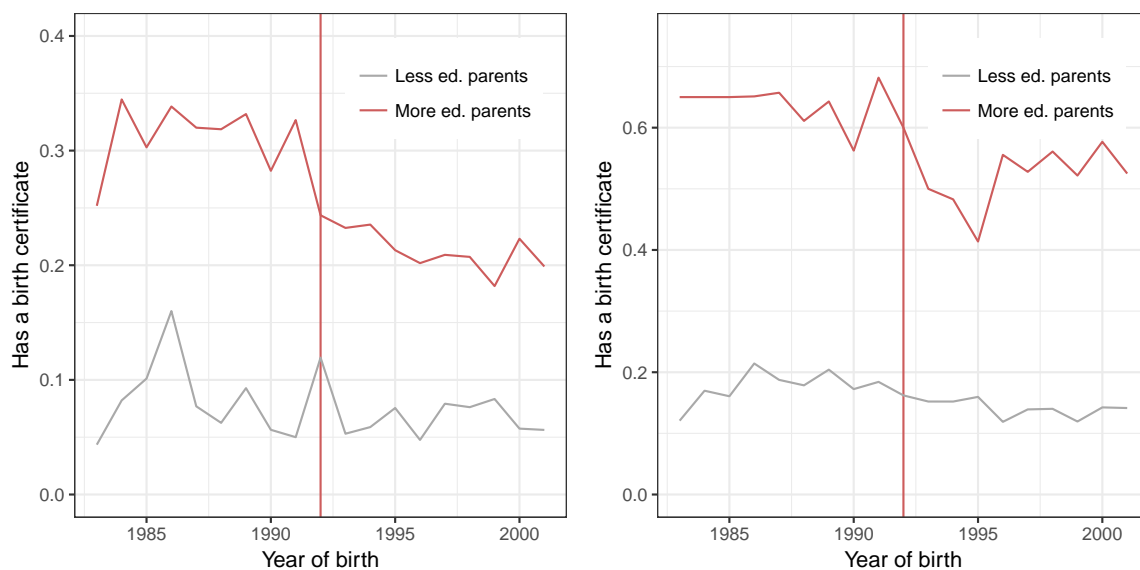 0.4
0.3
0.2
0.1
0.0
Has a birth certificate
Less ed. parents
More ed. parents
1985 1990 1995 2000
Year of birth
0.6
0.4
0.2
0.0
Has a birth certificate
Less ed. parents
More ed. parents
1985 1990 1995 2000
Year of birth